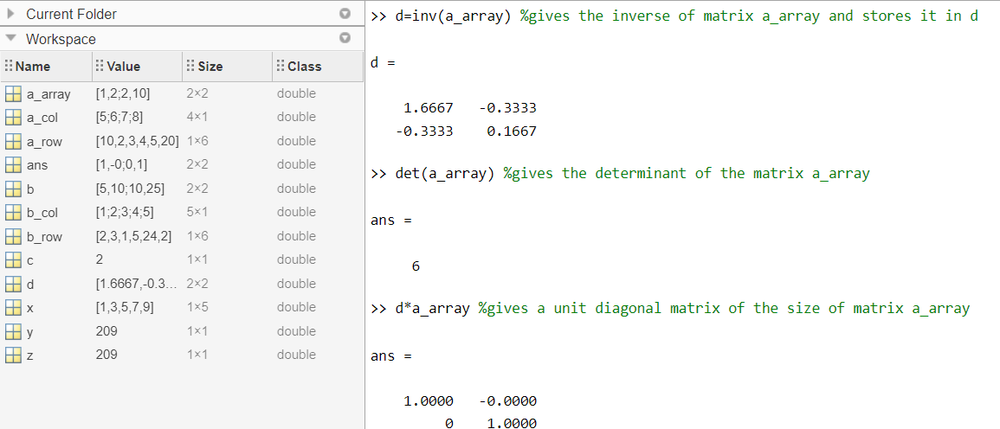 Current Folder
Workspace
Name Value Size Class
a_array [1,2;2,10] 2×2 double
a_col [5;6;7;8] 4×1 double
a_row [10,2,3,4,5,20] 1×6 double
ans [1,-0;0,1] 2×2 double
b [5,10;10,25] 2×2 double
b_col [1;2;3;4;5] 5×1 double
b_row [2,3,1,5,24,2] 1×6 double
c 2 1×1 double
d [1.6667,-0.3... 2×2 double
x [1,3,5,7,9] 1×5 double
y 209 1×1 double
z 209 1×1 double
>> d=inv(a_array) %gives the inverse of matrix a_array and stores it in d
d =
1.6667 -0.3333
-0.3333 0.1667
>> det(a_array) %gives the determinant of the matrix a_array
ans =
6
>> d*a_array %gives a unit diagonal matrix of the size of matrix a_array
ans =
1.0000 -0.0000
0 1.0000